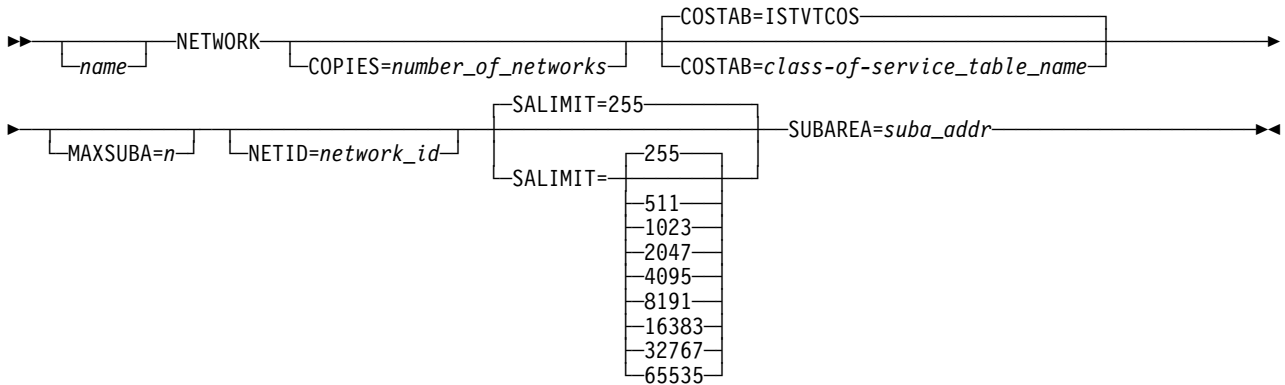 COSTAB=ISTVTCOS
name NETWORK COPIES=number_of_networks COSTAB=class-of-service_table_name
SALIMIT=255
MAXSUBA=n NETID=network_id SUBAREA=suba_addr
255
SALIMIT=
511
1023
2047
4095
8191
16383
32767
65535